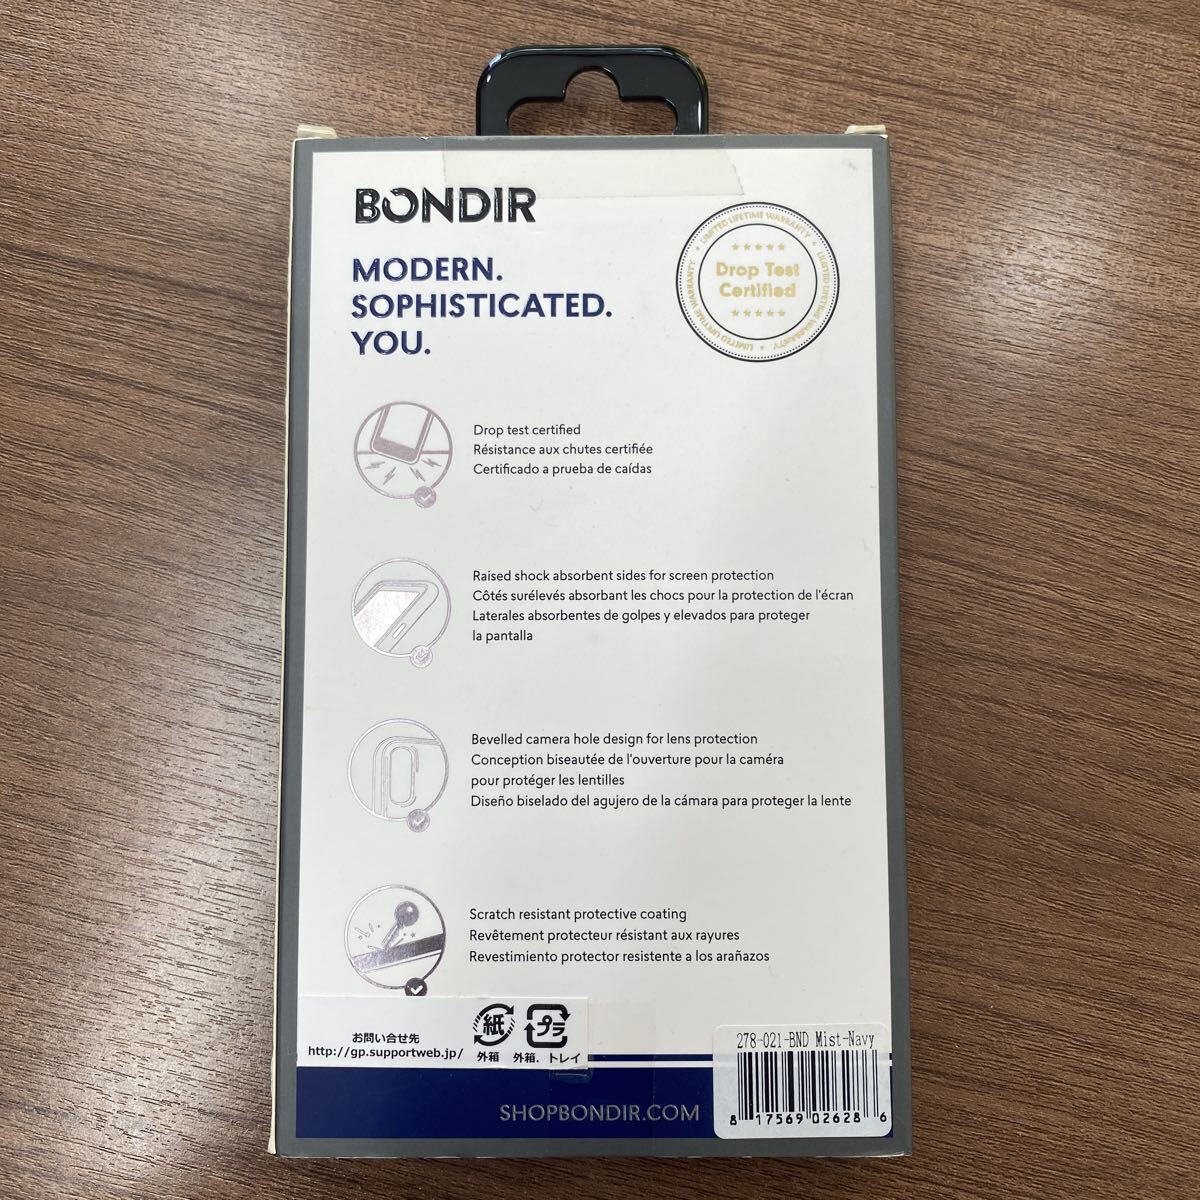 BONDIR
MODERN.
SOPHISTICATED.
YOU.
LIMITED LIFETIME WARRANTY
LIMITED LIFETIME WARRANTY
LIMITED LIFETIME WARRANTY
Drop Test
Certified
Drop test certified
Résistance aux chutes certifiée
Certificado a prueba de caídas
Raised shock absorbent sides for screen protection
Côtés surélevés absorbant les chocs pour la protection de l'écran
Laterales absorbentes de golpes y elevados para proteger
la pantalla
Bevelled camera hole design for lens protection
Conception biseautée de l'ouverture pour la caméra
pour protéger les lentilles
Diseño biselado del agujero de la cámara para proteger la lente
Scratch resistant protective coating
Revêtement protecteur résistant aux rayures
Revestimiento protector resistente a los arañazos
お問い合せ先
http://gp.supportweb.jp/
紙
外箱
プラ
外箱．トレイ
278-021-BND Mist-Navy
8 17569 02628 6
SHOPBONDIR.COM